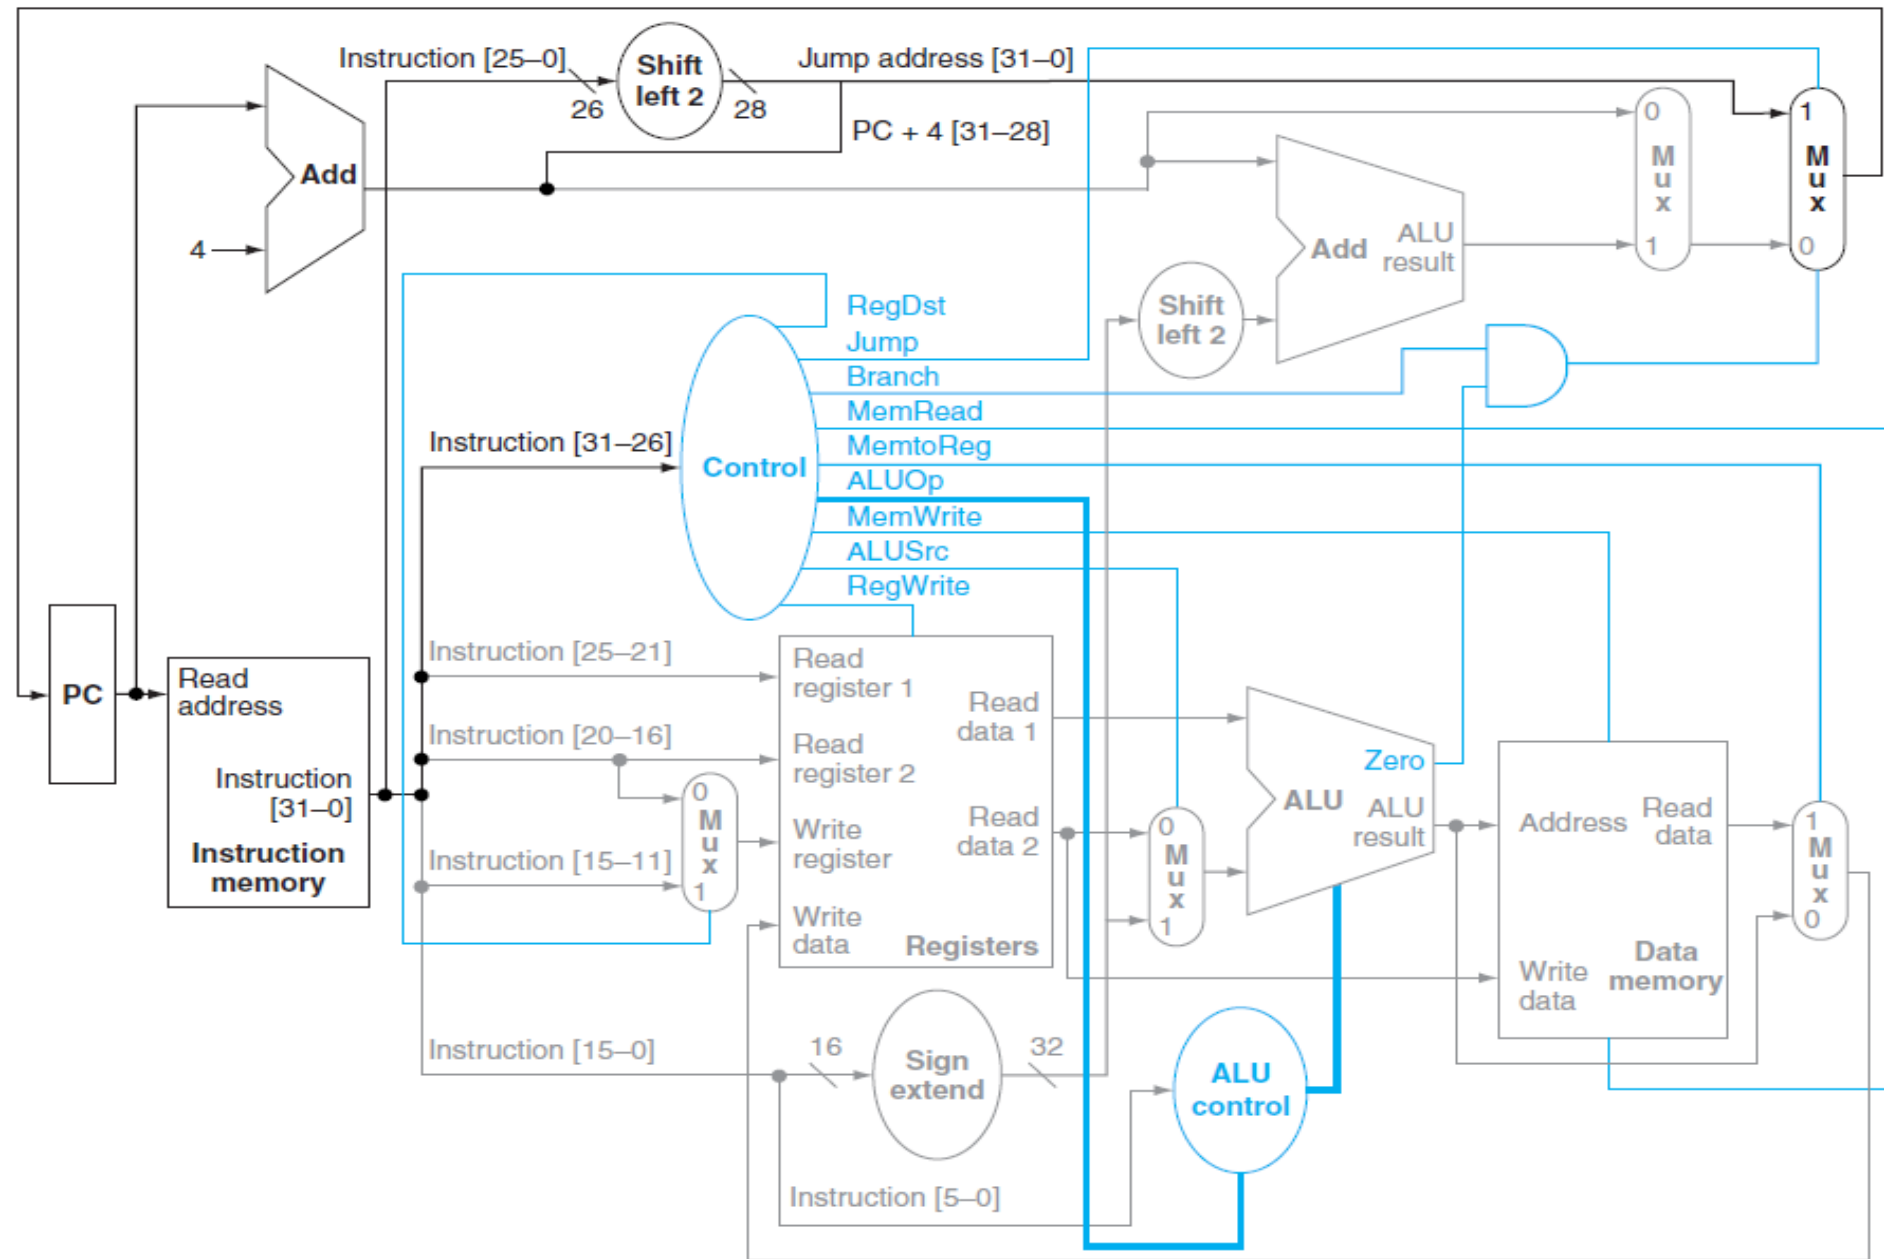 Instruction [25–0]
26
Shift
left 2
28
Jump address [31–0]
PC + 4 [31–28]
Add
4
0
M
u
x
1
1
M
u
x
0
Add
ALU
result
Shift
left 2
RegDst
Jump
Branch
MemRead
MemtoReg
ALUOp
MemWrite
ALUSrc
RegWrite
Instruction [31–26]
Control
PC
Read
address
Instruction
[31–0]
Instruction
memory
Instruction [25–21]
Instruction [20–16]
Instruction [15–11]
0
M
u
x
1
Read
register 1
Read
register 2
Write
register
Write
data
Read
data 1
Read
data 2
Registers
0
M
u
x
1
Zero
ALU
ALU
result
Address
Read
data
Write
data
Data
memory
1
M
u
x
0
Instruction [15–0]
16
Sign
extend
32
ALU
control
Instruction [5–0]